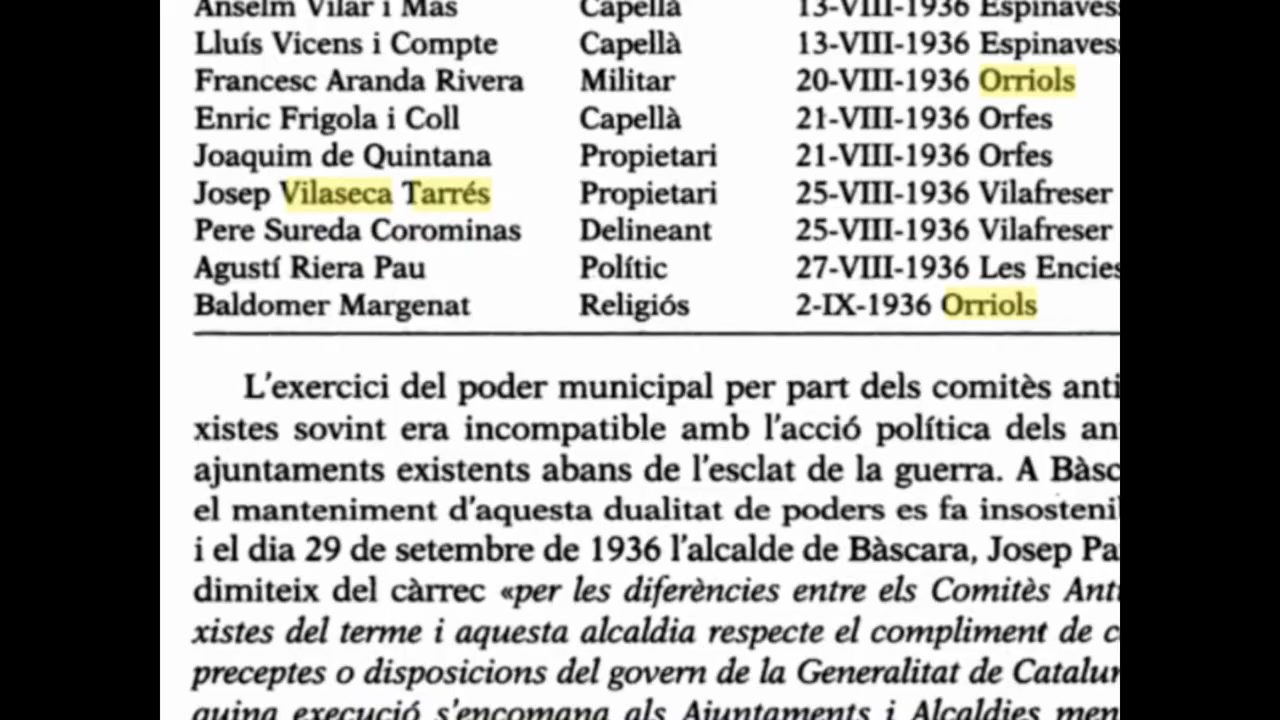 Anselm Vilar i Mas Capellà 13-VIII-1936
Lluís Vicens i Compte Capellà 13-VIII-1936
Francesc Aranda Rivera Militar 20-VIII-1936 Orriols
Enric Frigola i Coll Capellà 21-VIII-1936 Orfes
Joaquim de Quintana Propietari 21-VIII-1936 Orfes
Josep Vilaseca Tarrés Propietari 25-VIII-1936 Vilafreser
Pere Sureda Corominas Delineant 25-VIII-1936 Vilafreser
Agustí Riera Pau Polític 27-VIII-1936 Les Encies
Baldomer Margenat Religiós 2-IX-1936 Orriols
L'exercici del poder municipal per part dels comitès anti
xistes sovint era incompatible amb l'acció política dels an
ajuntaments existents abans de l'esclat de la guerra. A Bàsc
el manteniment d'aquesta dualitat de poders es fa insosteni
i el dia 29 de setembre de 1936 l'alcalde de Bàscara, Josep Pa
dimiteix del càrrec «per les diferències entre els Comitès Ant
xistes del terme i aquesta alcaldia respecte el compliment de c
preceptes o disposicions del govern de la Generalitat de Catalu
quina execució s'encomana als Ajuntaments i Alcaldies men